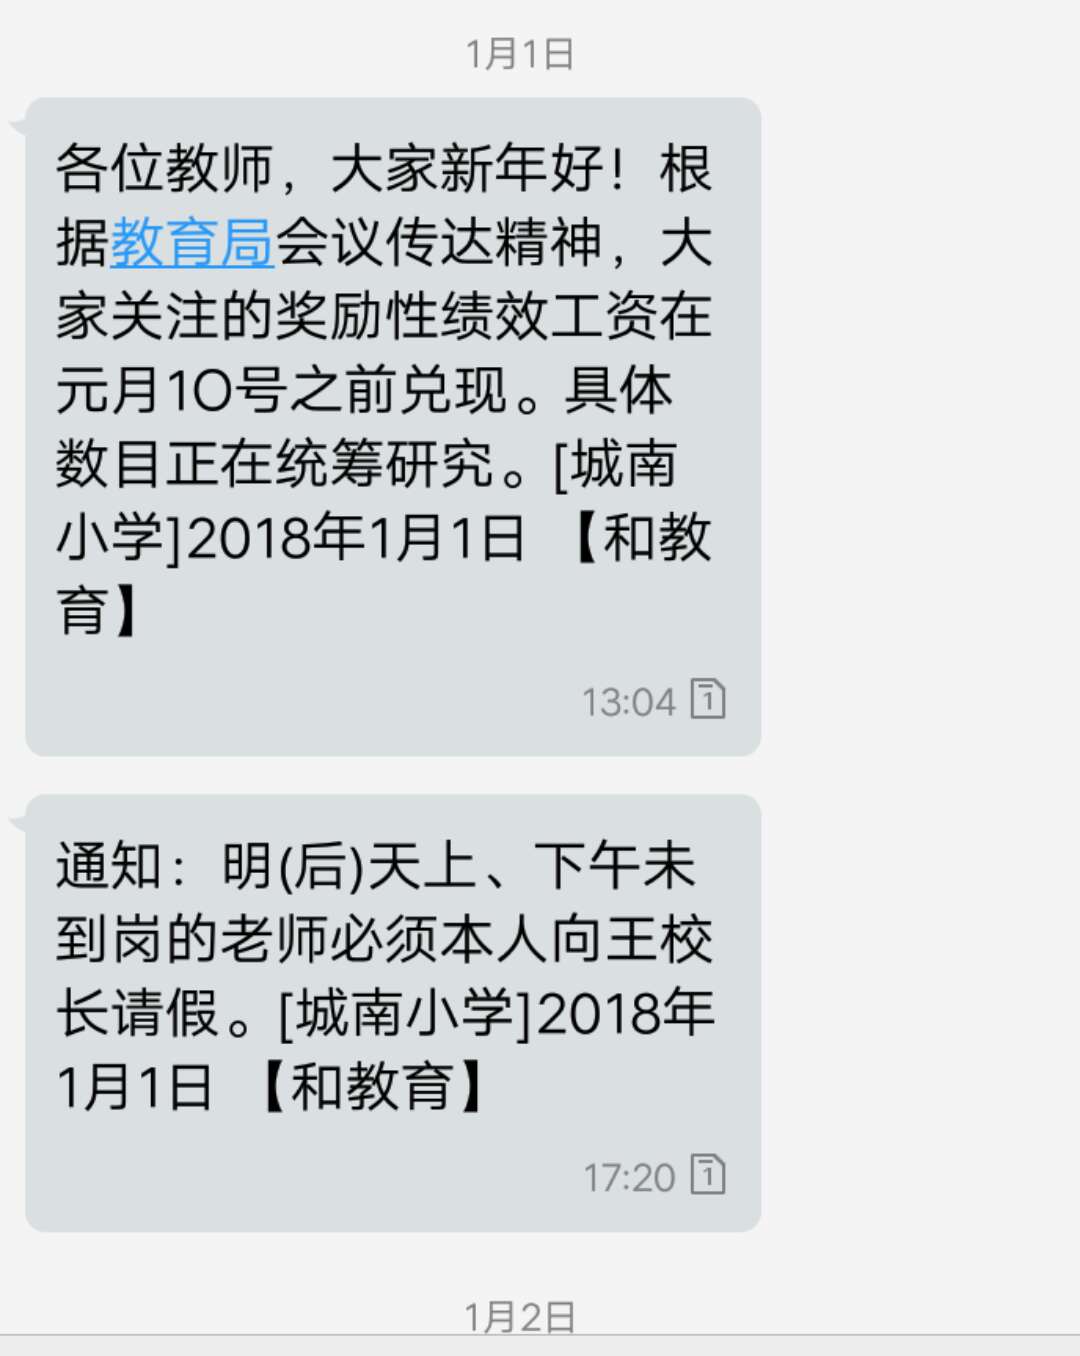 1月1日
各位教师，大家新年好！根
据教育局会议传达精神，大
家关注的奖励性绩效工资在
元月10号之前兑现。具体
数目正在统筹研究。[城南
小学]2018年1月1日 【和教
育】
13:04 1
通知：明(后)天上、下午未
到岗的老师必须本人向王校
长请假。[城南小学]2018年
1月1日 【和教育】
17:20 1
1月2日